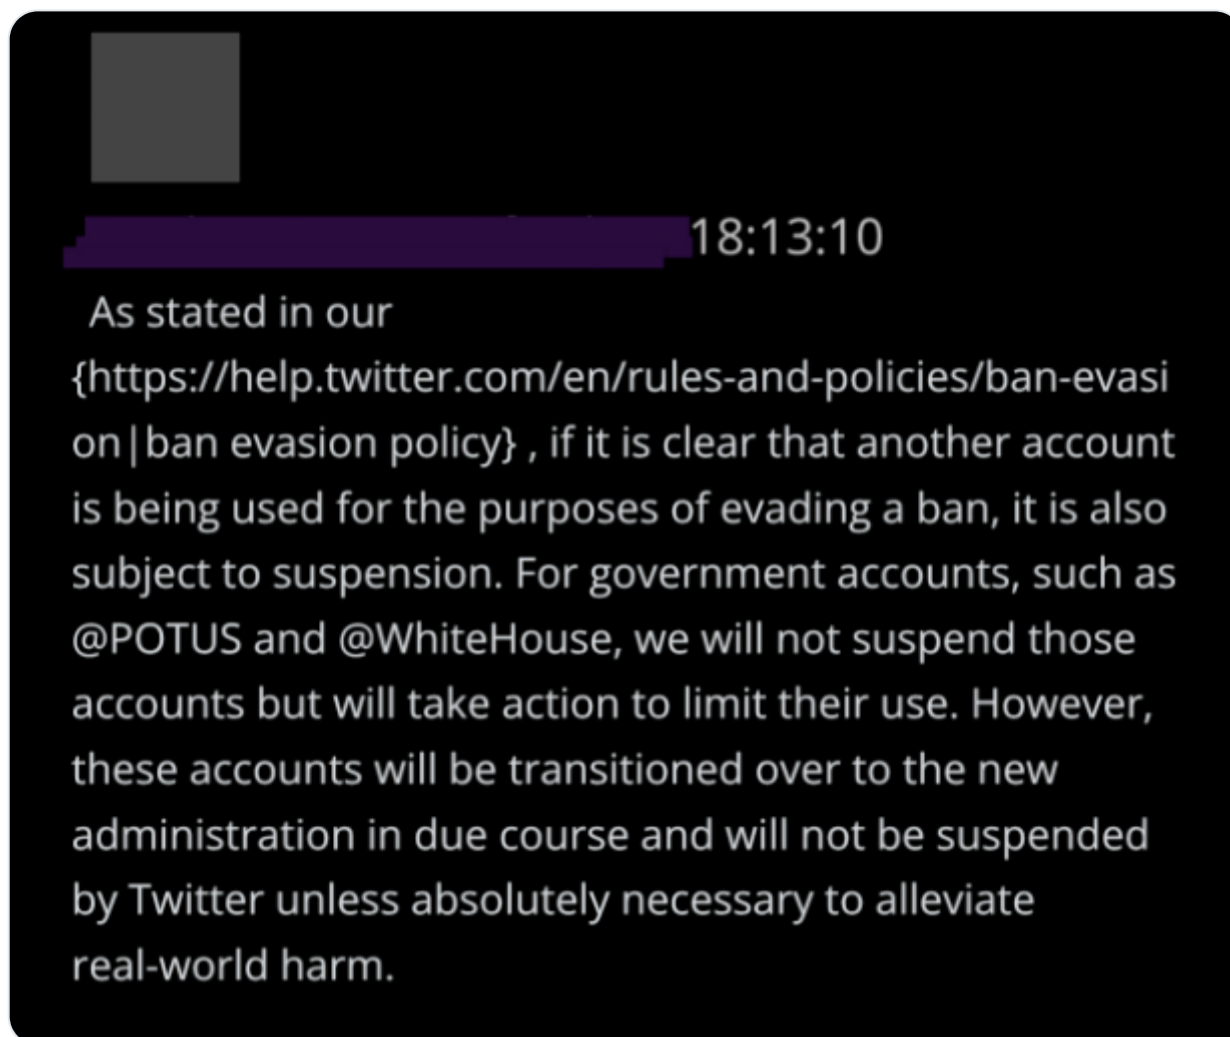 18:13:10
As stated in our
{https://help.twitter.com/en/rules-and-policies/ban-evasi
on|ban evasion policy} , if it is clear that another account
is being used for the purposes of evading a ban, it is also
subject to suspension. For government accounts, such as
@POTUS and @WhiteHouse, we will not suspend those
accounts but will take action to limit their use. However,
these accounts will be transitioned over to the new
administration in due course and will not be suspended
by Twitter unless absolutely necessary to alleviate
real-world harm.